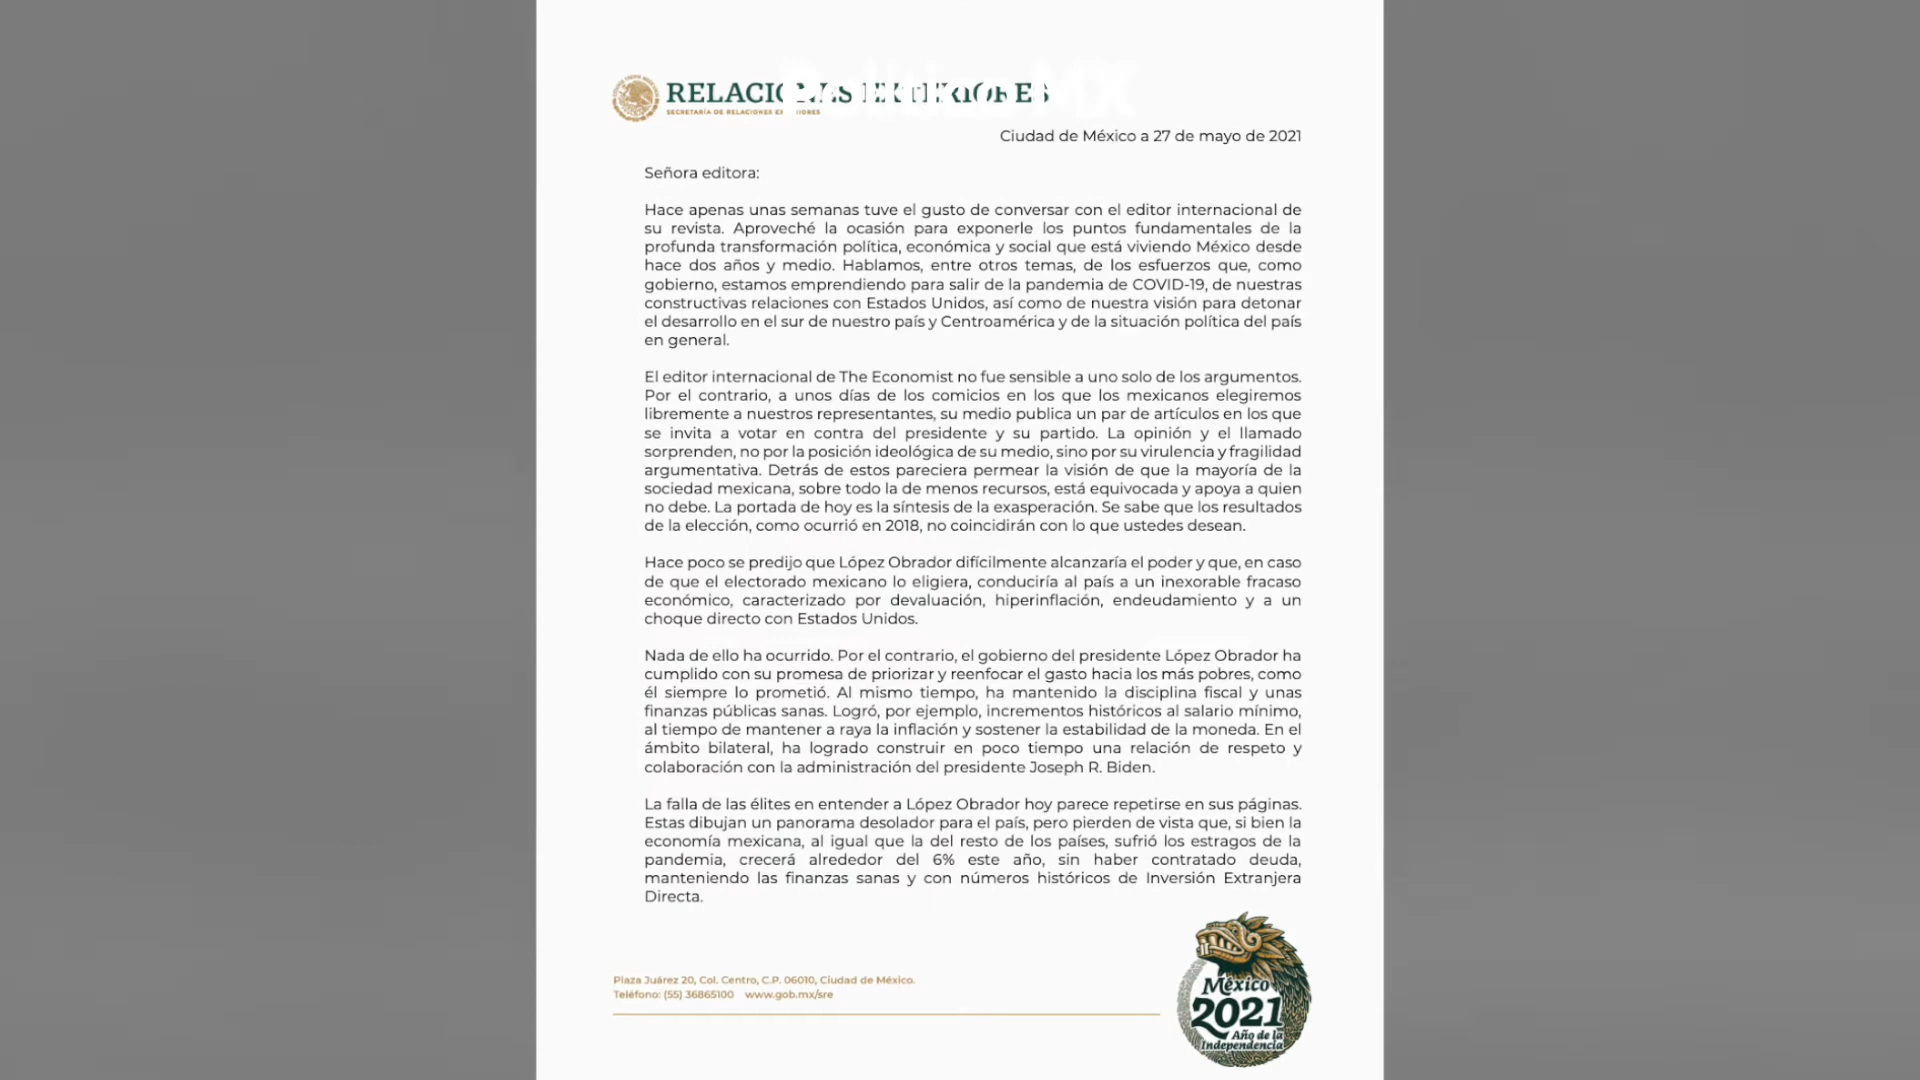 Política MX
RELACIONES EXTERIORES
SECRETARÍA DE RELACIONES EXTERIORES
Ciudad de México a 27 de mayo de 2021
Señora editora:
Hace apenas unas semanas tuve el gusto de conversar con el editor internacional de
su revista. Aproveché la ocasión para exponerle los puntos fundamentales de la
profunda transformación política, económica y social que está viviendo México desde
hace dos años y medio. Hablamos, entre otros temas, de los esfuerzos que, como
gobierno, estamos emprendiendo para salir de la pandemia de COVID-19, de nuestras
constructivas relaciones con Estados Unidos, así como de nuestra visión para detonar
el desarrollo en el sur de nuestro país y Centroamérica y de la situación política del país
en general.
El editor internacional de The Economist no fue sensible a uno solo de los argumentos.
Por el contrario, a unos días de los comicios en los que los mexicanos elegiremos
libremente a nuestros representantes, su medio publica un par de artículos en los que
se invita a votar en contra del presidente y su partido. La opinión y el llamado
sorprenden, no por la posición ideológica de su medio, sino por su virulencia y fragilidad
argumentativa. Detrás de estos pareciera permear la visión de que la mayoría de la
sociedad mexicana, sobre todo la de menos recursos, está equivocada y apoya a quien
no debe. La portada de hoy es la síntesis de la exasperación. Se sabe que los resultados
de la elección, como ocurrió en 2018, no coincidirán con lo que ustedes desean.
Hace poco se predijo que López Obrador difícilmente alcanzaría el poder y que, en caso
de que el electorado mexicano lo eligiera, conduciría al país a un inexorable fracaso
económico, caracterizado por devaluación, hiperinflación, endeudamiento y a un
choque directo con Estados Unidos.
Nada de ello ha ocurrido. Por el contrario, el gobierno del presidente López Obrador ha
cumplido con su promesa de priorizar y reenfocar el gasto hacia los más pobres, como
él siempre lo prometió. Al mismo tiempo, ha mantenido la disciplina fiscal y unas
finanzas públicas sanas. Logró, por ejemplo, incrementos históricos al salario mínimo,
al tiempo de mantener a raya la inflación y sostener la estabilidad de la moneda. En el
ámbito bilateral, ha logrado construir en poco tiempo una relación de respeto y
colaboración con la administración del presidente Joseph R. Biden.
La falla de las élites en entender a López Obrador hoy parece repetirse en sus páginas.
Estas dibujan un panorama desolador para el país, pero pierden de vista que, si bien la
economía mexicana, al igual que la del resto de los países, sufrió los estragos de la
pandemia, crecerá alrededor del 6% este año, sin haber contratado deuda,
manteniendo las finanzas sanas y con números históricos de Inversión Extranjera
Directa.
Plaza Juárez 20, Col. Centro, C.P. 06010, Ciudad de México.
Teléfono: (55) 36865100 www.gob.mx/sre
México
2021
Año de la
Independencia